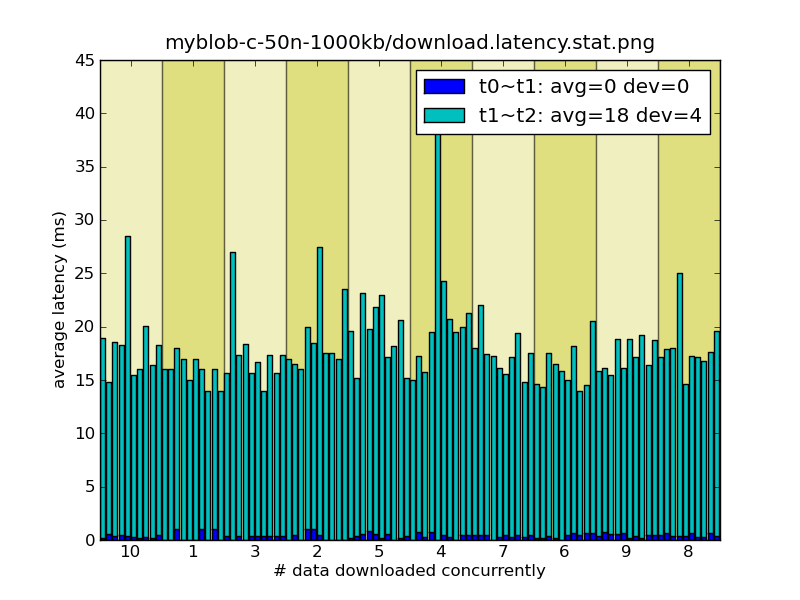 myblob-c-50n-1000kb/download.latency.stat.png
45
40
35
30
25
20
15
10
5
0
average latency (ms)
t0~t1: avg=0 dev=0
t1~t2: avg=18 dev=4
10 1 3 2 5 4 7 6 9 8
# data downloaded concurrently